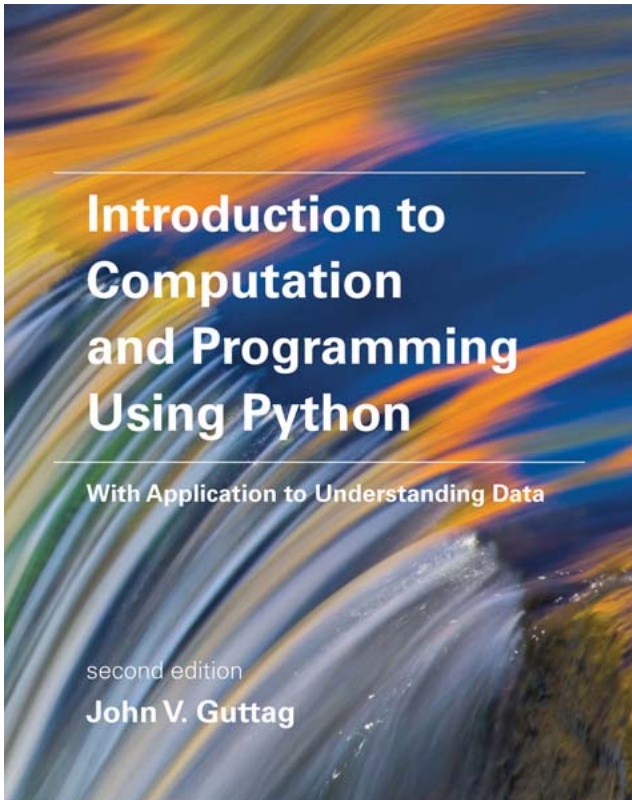 Introduction to
Computation
and Programming
Using Python
With Application to Understanding Data
second edition
John V. Guttag